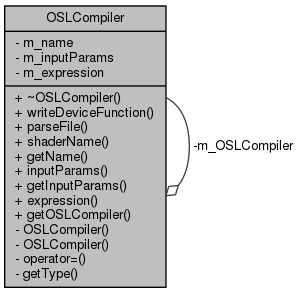 OSLCompiler
- m_name
- m_inputParams
- m_expression
+ ~OSLCompiler()
+ writeDeviceFunction()
+ parseFile()
+ shaderName()
+ getName()
+ inputParams()
+ getInputParams()
+ expression()
+ getOSLCompiler()
- OSLCompiler()
- OSLCompiler()
- operator=()
- getType()
-m_OSLCompiler